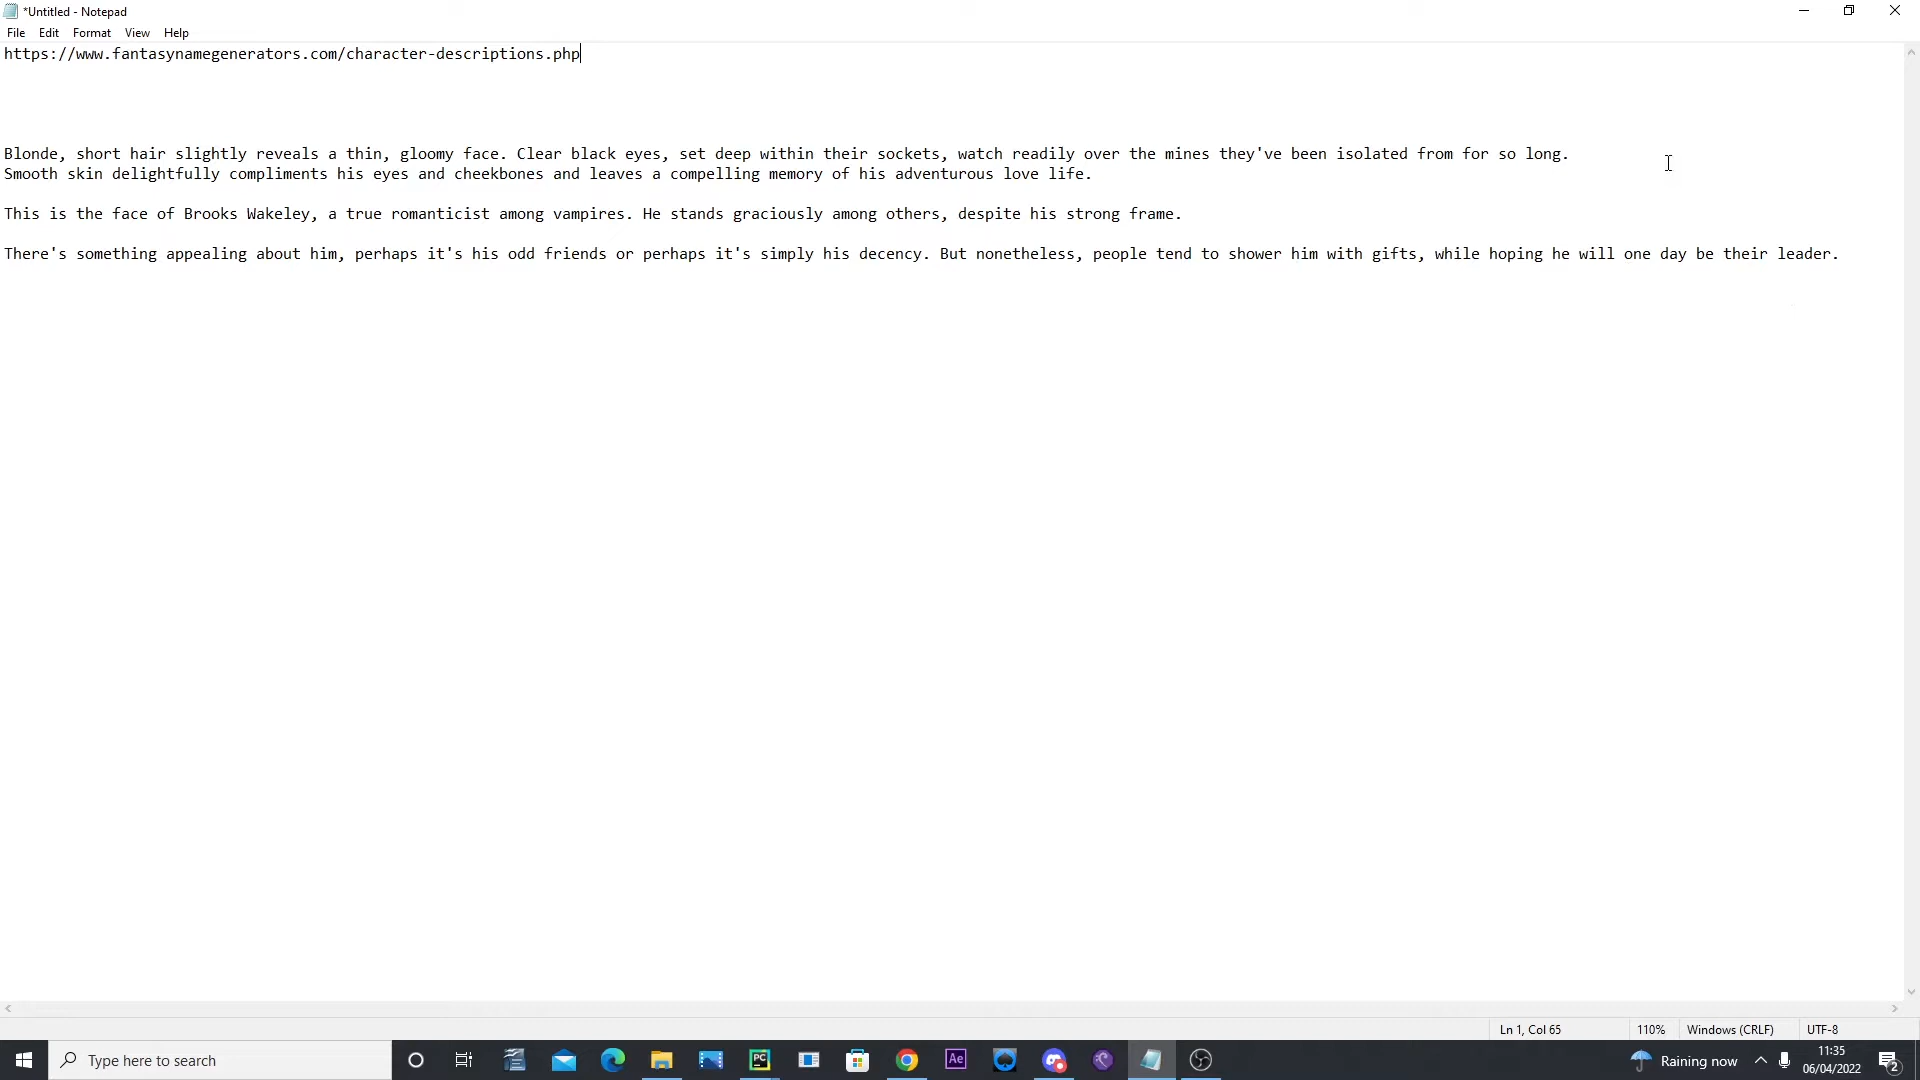 *Untitled - Notepad
File Edit Format View Help
https://www.fantasynamegenerators.com/character-descriptions.php
Blonde, short hair slightly reveals a thin, gloomy face. Clear black eyes, set deep within their sockets, watch readily over the mines they've been isolated from for so long.
Smooth skin delightfully compliments his eyes and cheekbones and leaves a compelling memory of his adventurous love life.
This is the face of Brooks Wakeley, a true romanticist among vampires. He stands graciously among others, despite his strong frame.
There's something appealing about him, perhaps it's his odd friends or perhaps it's simply his decency. But nonetheless, people tend to shower him with gifts, while hoping he will one day be their leader.
Ln 1, Col 65 110% Windows (CRLF) UTF-8
Type here to search PC Ae Raining now 11:35
06/04/2022 2